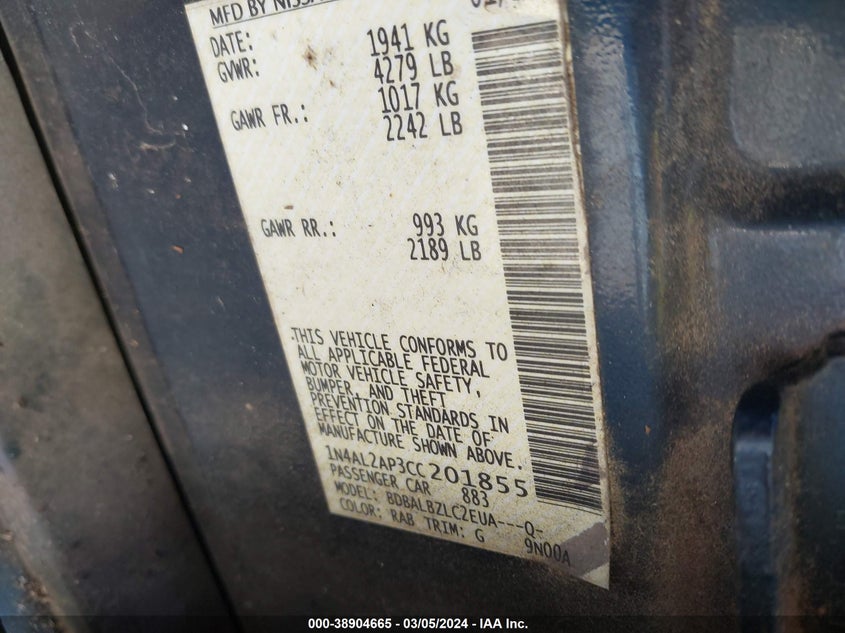 MFD BY NISSA
DATE:
GVWR: 1941 KG
4279 LB
GAWR FR.: 1017 KG
2242 LB
GAWR RR.: 993 KG
2189 LB
THIS VEHICLE CONFORMS TO
ALL APPLICABLE FEDERAL
MOTOR VEHICLE SAFETY,
BUMPER, AND THEFT
PREVENTION STANDARDS IN
EFFECT ON THE DATE OF
MANUFACTURE SHOWN ABOVE.
1N4AL2AP3CC201855
PASSENGER CAR 883
MODEL: BDBALBZLC2EUA---Q-
COLOR: RAB TRIM: G 9N00A
000-38904665 - 03/05/2024 - IAA Inc.